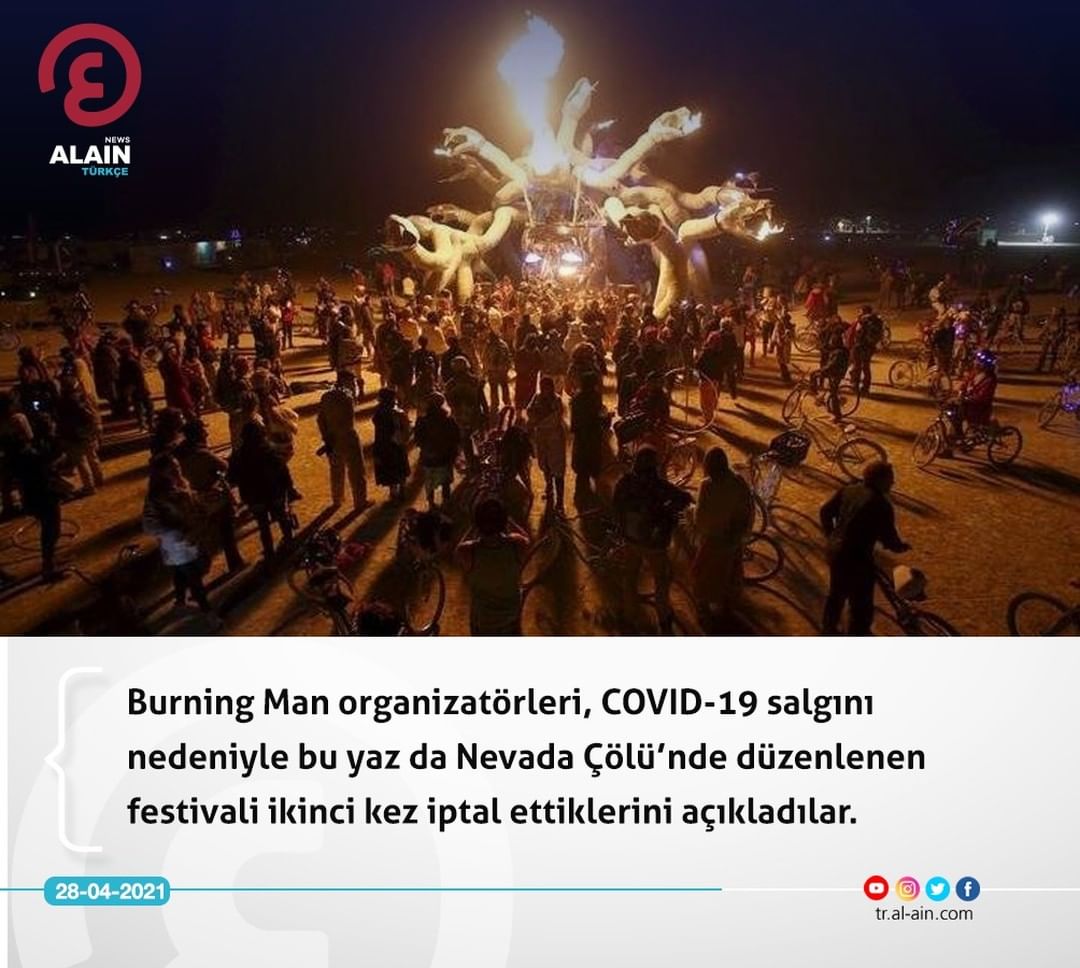 NEWS
ALAIN
TÜRKÇE
Burning Man organizatörleri, COVID-19 salgını
nedeniyle bu yaz da Nevada Çölü’nde düzenlenen
festivali ikinci kez iptal ettiklerini açıkladılar.
28-04-2021
tr.al-ain.com